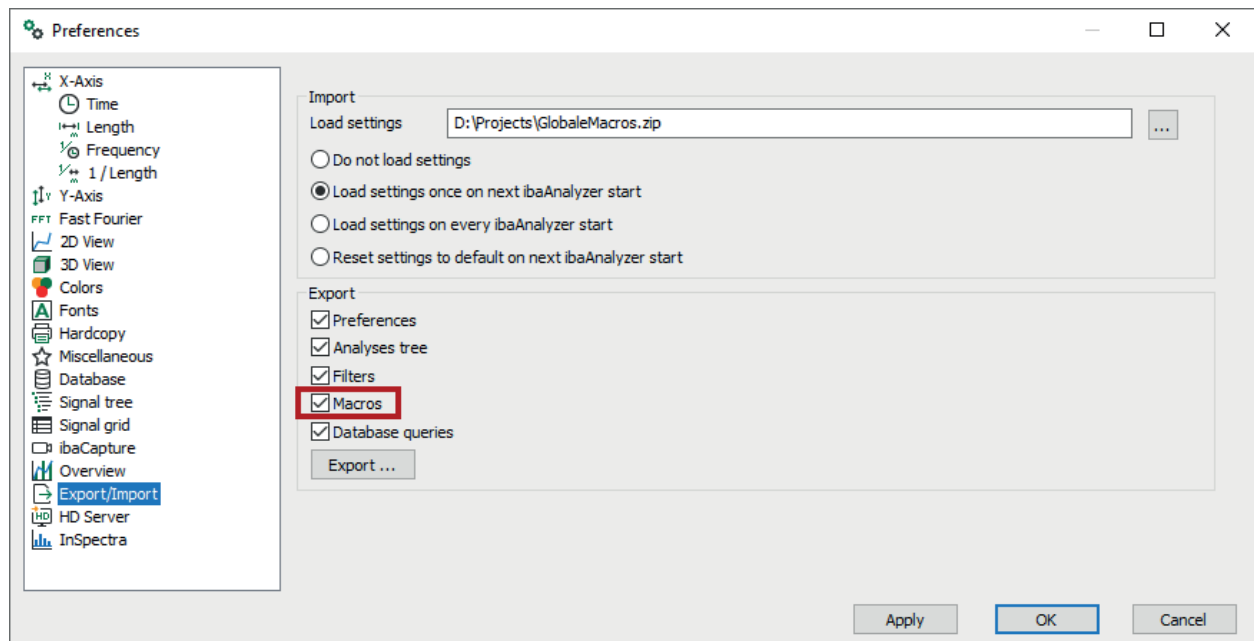 Preferences
X-Axis
Time
Length
Frequency
1 / Length
Y-Axis
FFT Fast Fourier
2D View
3D View
Colors
A Fonts
Hardcopy
Miscellaneous
Database
Signal tree
Signal grid
ibaCapture
Overview
Export/Import
HD HD Server
InSpectra
Import
Load settings D:\Projects\GlobaleMacros.zip ...
Do not load settings
Load settings once on next ibaAnalyzer start
Load settings on every ibaAnalyzer start
Reset settings to default on next ibaAnalyzer start
Export
Preferences
Analyses tree
Filters
Macros
Database queries
Export ...
Apply OK Cancel